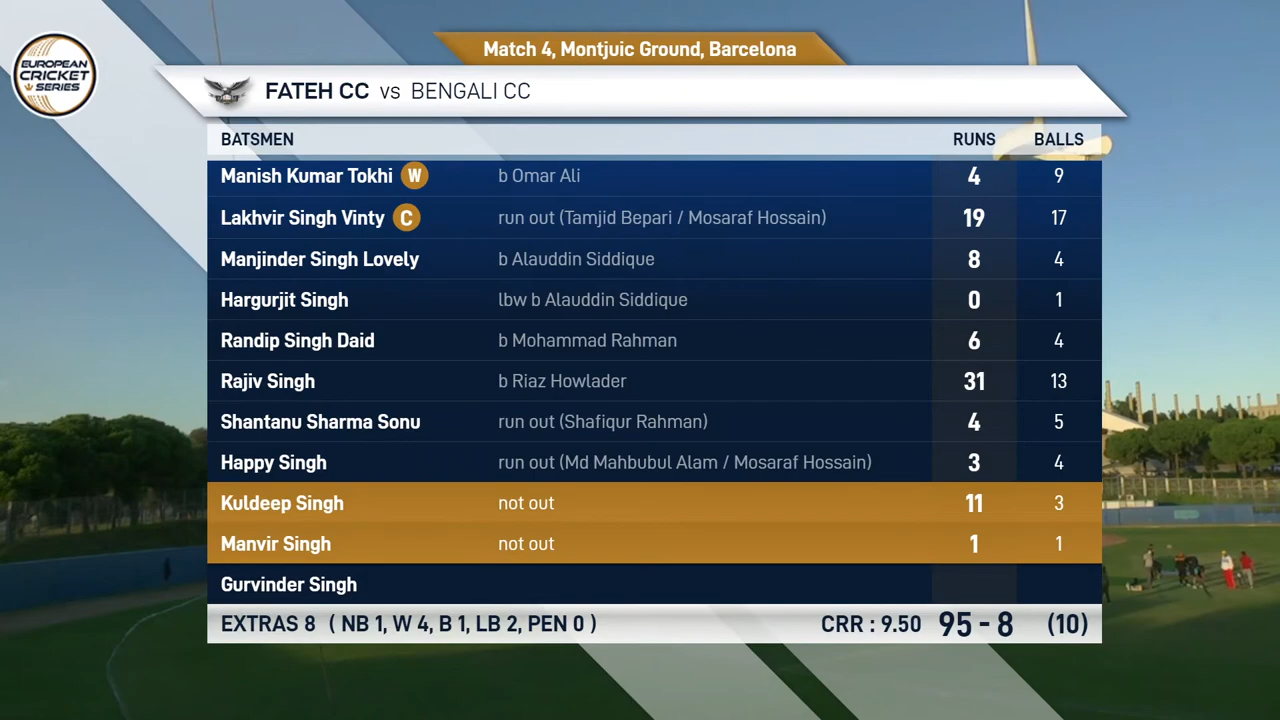 Match 4, Montjuic Ground, Barcelona
EUROPEAN
CRICKET
SERIES
FATEH CC vs BENGALI CC
BATSMEN RUNS BALLS
Manish Kumar Tokhi W b Omar Ali 4 9
Lakhvir Singh Vinty C run out (Tamjid Bepari / Mosaraf Hossain) 19 17
Manjinder Singh Lovely b Alauddin Siddique 8 4
Hargurjit Singh lbw b Alauddin Siddique 0 1
Randip Singh Daid b Mohammad Rahman 6 4
Rajiv Singh b Riaz Howlader 31 13
Shantanu Sharma Sonu run out (Shafiqur Rahman) 4 5
Happy Singh run out (Md Mahbubul Alam / Mosaraf Hossain) 3 4
Kuldeep Singh not out 11 3
Manvir Singh not out 1 1
Gurvinder Singh
EXTRAS 8 ( NB 1, W 4, B 1, LB 2, PEN 0 ) CRR : 9.50 95 - 8 (10)